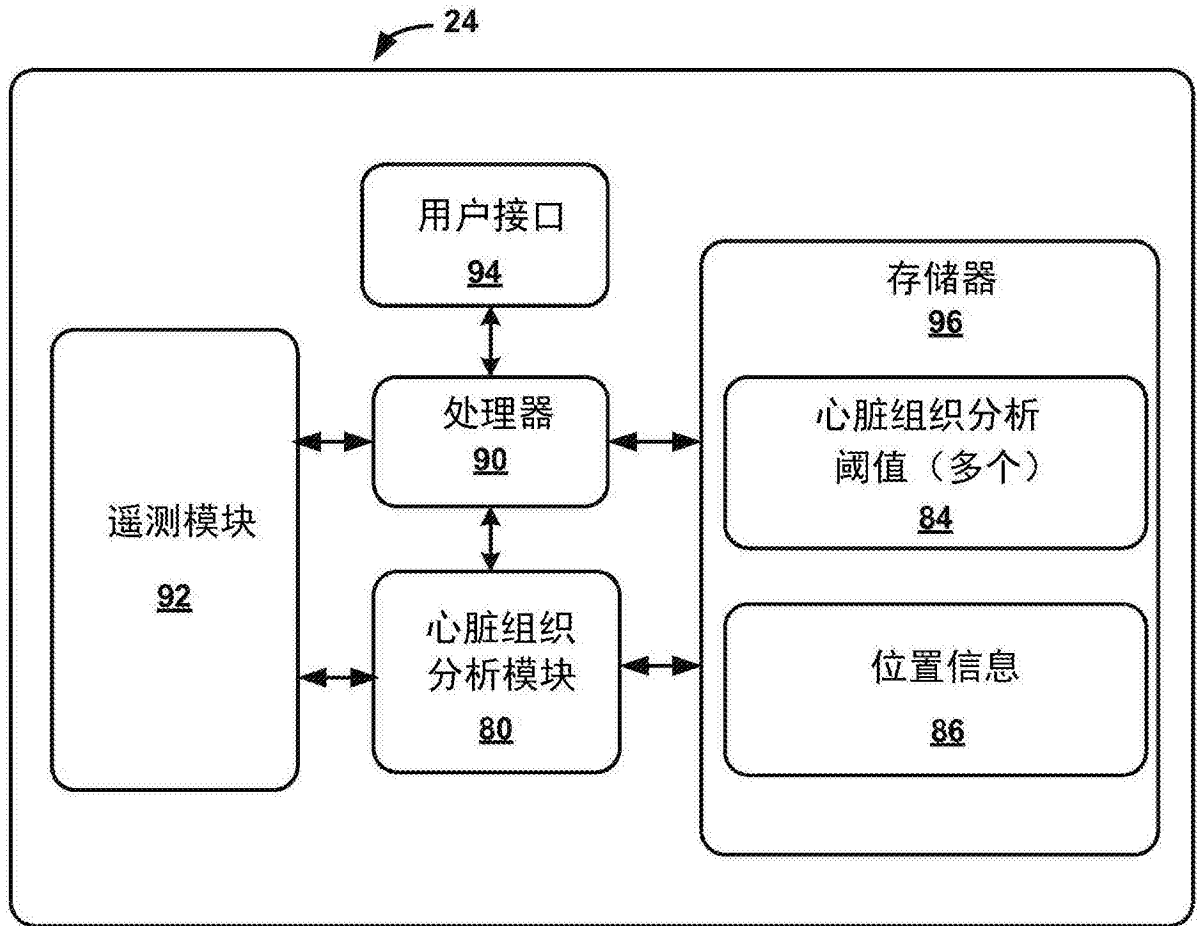 24
用户接口
94
存储器
96
处理器
90
心脏组织分析
阈值（多个）
84
遥测模块
92
心脏组织
分析模块
80
位置信息
86